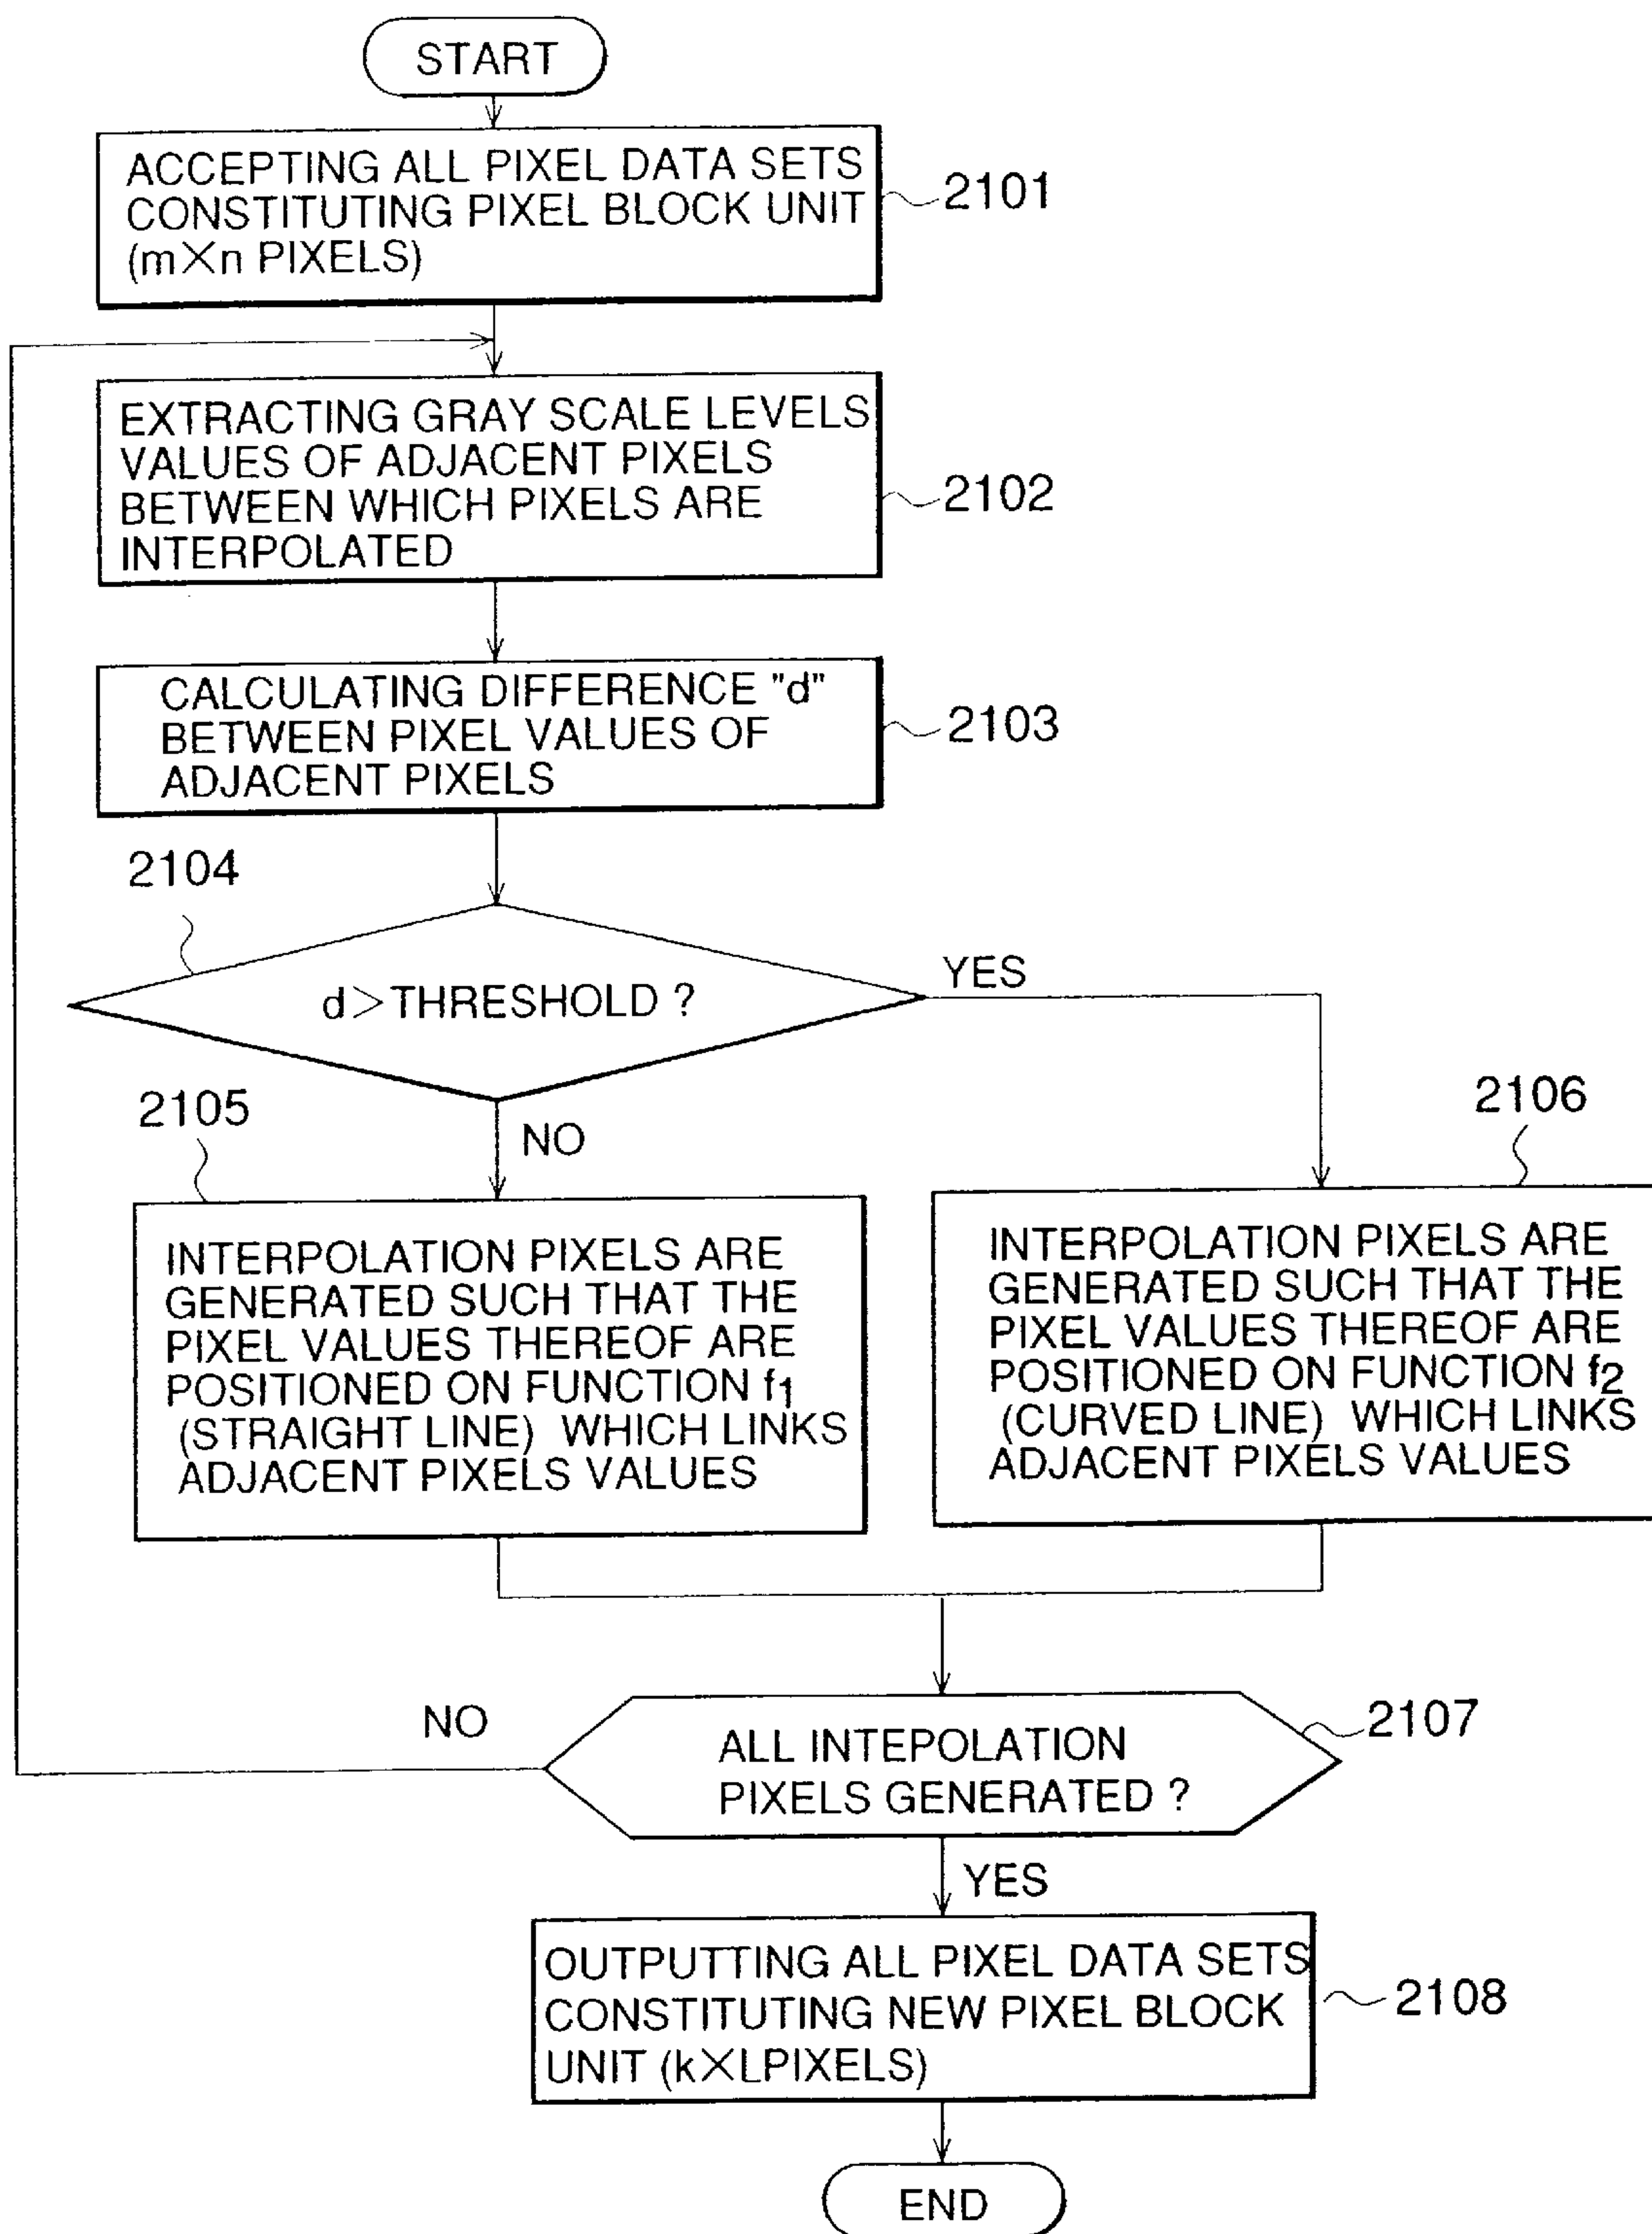 START
ACCEPTING ALL PIXEL DATA SETS
CONSTITUTING PIXEL BLOCK UNIT
(m×n PIXELS)
2101
EXTRACTING GRAY SCALE LEVELS
VALUES OF ADJACENT PIXELS
BETWEEN WHICH PIXELS ARE
INTERPOLATED
2102
CALCULATING DIFFERENCE "d"
BETWEEN PIXEL VALUES OF
ADJACENT PIXELS
2103
2104
d>THRESHOLD ?
YES
NO
2105
INTERPOLATION PIXELS ARE
GENERATED SUCH THAT THE
PIXEL VALUES THEREOF ARE
POSITIONED ON FUNCTION f1
(STRAIGHT LINE) WHICH LINKS
ADJACENT PIXELS VALUES
2106
INTERPOLATION PIXELS ARE
GENERATED SUCH THAT THE
PIXEL VALUES THEREOF ARE
POSITIONED ON FUNCTION f2
(CURVED LINE) WHICH LINKS
ADJACENT PIXELS VALUES
NO
ALL INTEPOLATION
PIXELS GENERATED ?
2107
YES
OUTPUTTING ALL PIXEL DATA SETS
CONSTITUTING NEW PIXEL BLOCK
UNIT (k×LPIXELS)
2108
END